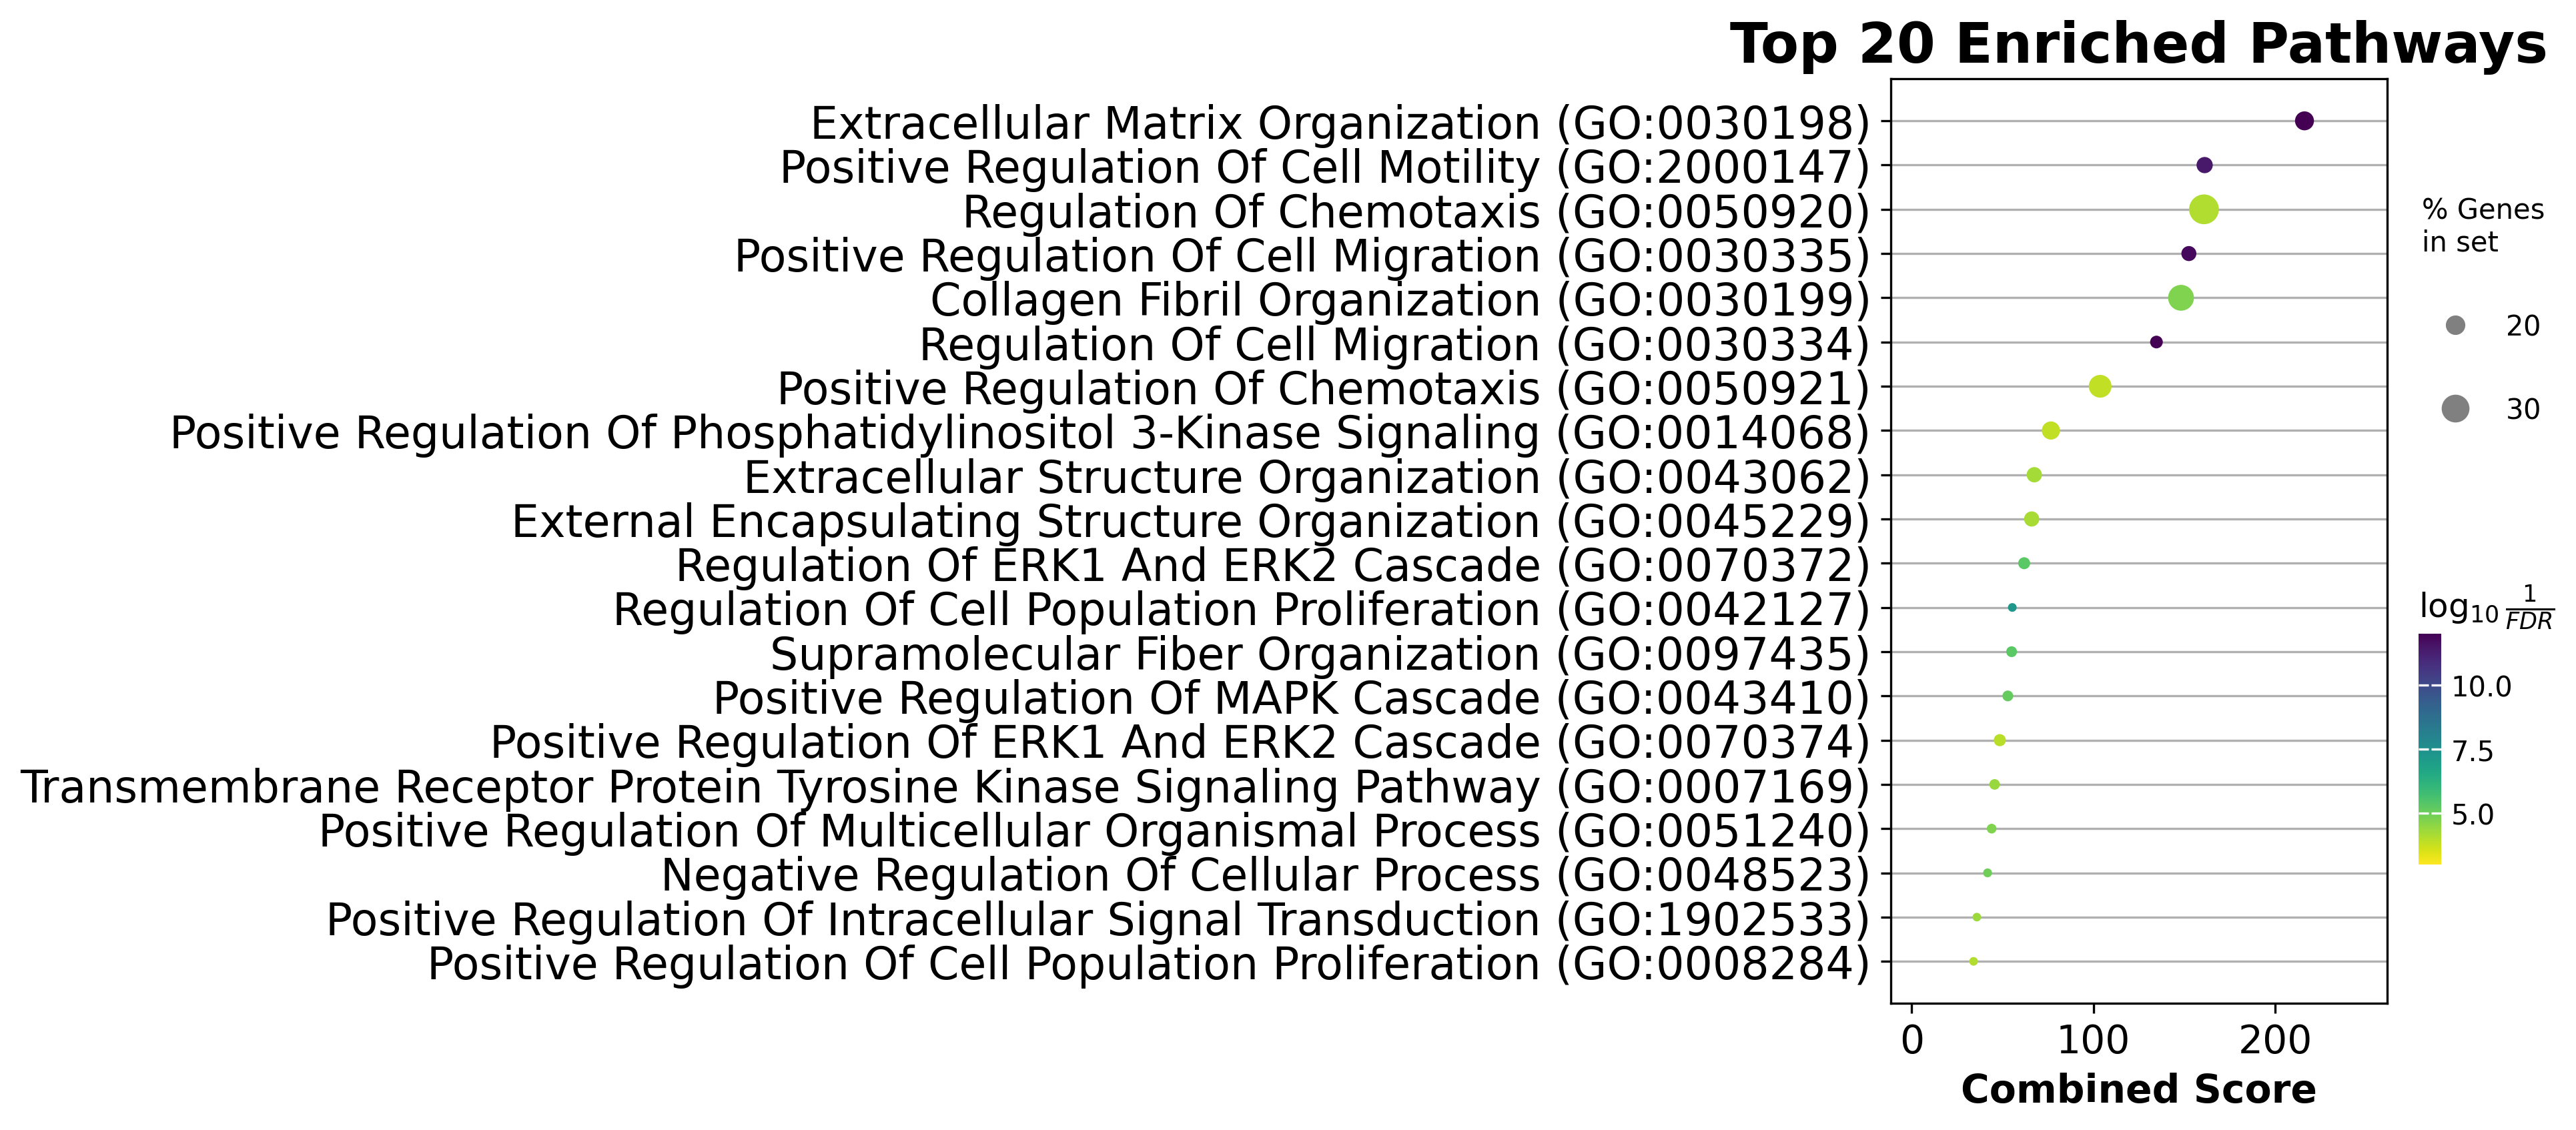 Top 20 Enriched Pathways
Extracellular Matrix Organization (GO:0030198)
Positive Regulation Of Cell Motility (GO:2000147)
Regulation Of Chemotaxis (GO:0050920)
Positive Regulation Of Cell Migration (GO:0030335)
Collagen Fibril Organization (GO:0030199)
Regulation Of Cell Migration (GO:0030334)
Positive Regulation Of Chemotaxis (GO:0050921)
Positive Regulation Of Phosphatidylinositol 3-Kinase Signaling (GO:0014068)
Extracellular Structure Organization (GO:0043062)
External Encapsulating Structure Organization (GO:0045229)
Regulation Of ERK1 And ERK2 Cascade (GO:0070372)
Regulation Of Cell Population Proliferation (GO:0042127)
Supramolecular Fiber Organization (GO:0097435)
Positive Regulation Of MAPK Cascade (GO:0043410)
Positive Regulation Of ERK1 And ERK2 Cascade (GO:0070374)
Transmembrane Receptor Protein Tyrosine Kinase Signaling Pathway (GO:0007169)
Positive Regulation Of Multicellular Organismal Process (GO:0051240)
Negative Regulation Of Cellular Process (GO:0048523)
Positive Regulation Of Intracellular Signal Transduction (GO:1902533)
Positive Regulation Of Cell Population Proliferation (GO:0008284)
0 100 200
Combined Score
% Genes
in set
20
30
log₁₀ 1/FDR
10.0
7.5
5.0